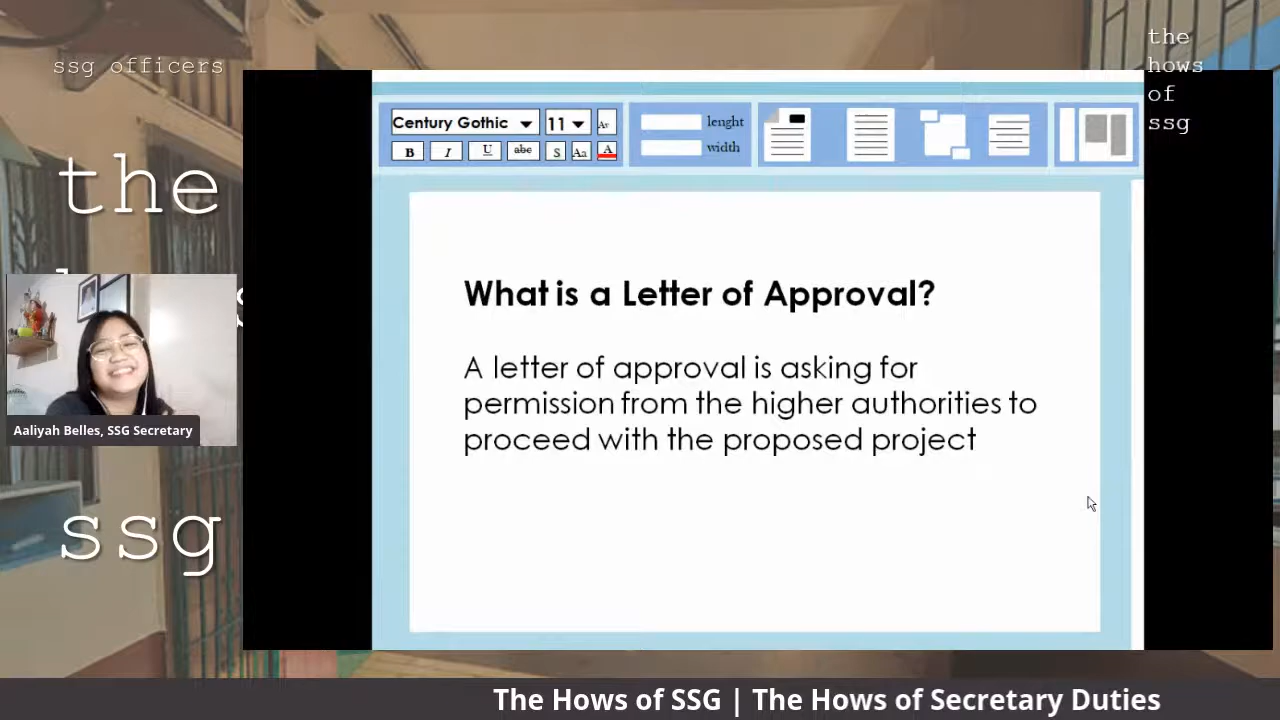 ssg officers
the
hows
of
ssg
the
s
ssg
Century Gothic
11
Av
B
I
U
abc
S
Aa
A
lenght
width
What is a Letter of Approval?
A letter of approval is asking for
permission from the higher authorities to
proceed with the proposed project
Aaliyah Belles, SSG Secretary
The Hows of SSG | The Hows of Secretary Duties